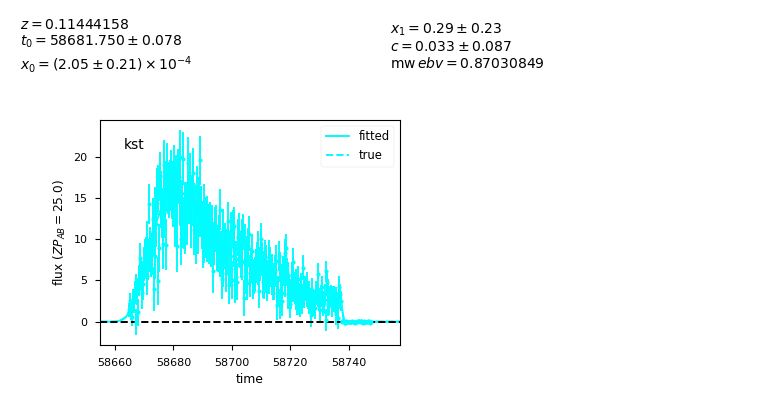 z = 0.11444158
t₀ = 58681.750 ± 0.078
x₀ = (2.05 ± 0.21) × 10⁻⁴
x₁ = 0.29 ± 0.23
c = 0.033 ± 0.087
mw ebv = 0.87030849
kst
fitted
true
flux (ZP_AB = 25.0)
20
15
10
5
0
58660 58680 58700 58720 58740
time